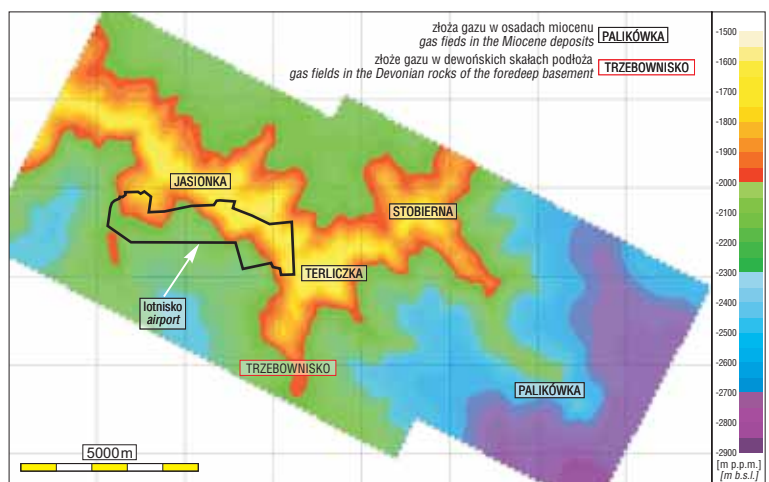 złoża gazu w osadach miocenu
gas fieds in the Miocene deposits
PALIKÓWKA
złoże gazu w dewońskich skałach podłoża
gas fields in the Devonian rocks of the foredeep basement
TRZEBOWNISKO
JASIONKA
STOBIERNA
TERLICZKA
lotnisko
airport
TRZEBOWNISKO
PALIKÓWKA
5000m
-1500
-1600
-1700
-1800
-1900
-2000
-2100
-2200
-2300
-2400
-2500
-2600
-2700
-2800
-2900
[m p.p.m.]
[m b.s.l.]